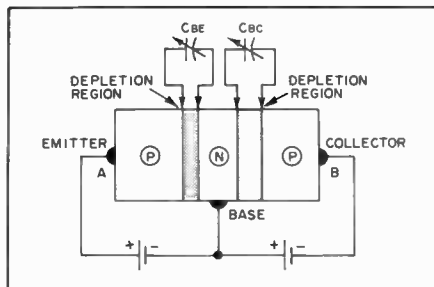 CBE CBC
DEPLETION REGION
DEPLETION REGION
EMITTER
COLLECTOR
P N P
A B
BASE
+ - + -